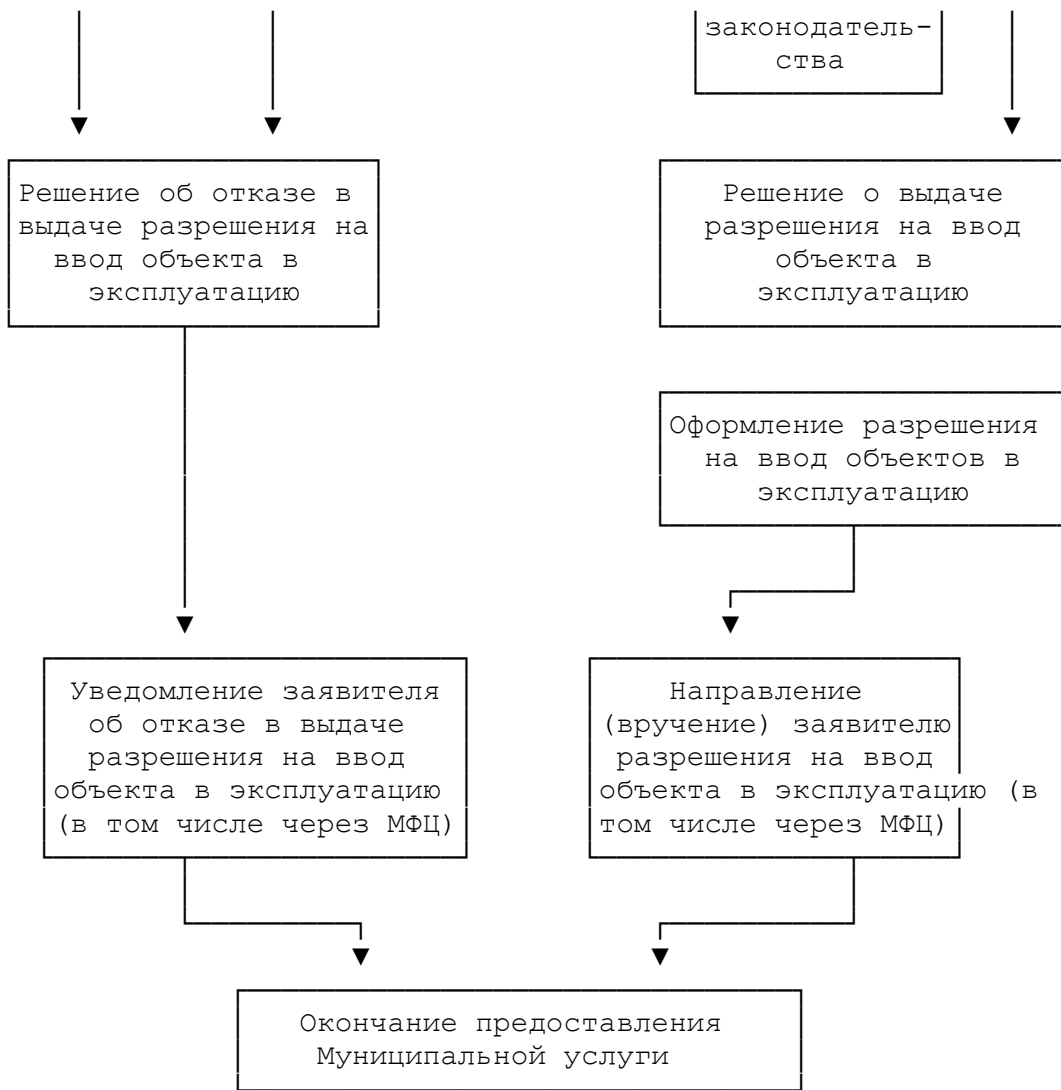 законодатель-
ства
Решение об отказе в
выдаче разрешения на
ввод объекта в
эксплуатацию
Решение о выдаче
разрешения на ввод
объекта в
эксплуатацию
Оформление разрешения
на ввод объектов в
эксплуатацию
Уведомление заявителя
об отказе в выдаче
разрешения на ввод
объекта в эксплуатацию
(в том числе через МФЦ)
Направление
(вручение) заявителю
разрешения на ввод
объекта в эксплуатацию (в
том числе через МФЦ)
Окончание предоставления
Муниципальной услуги